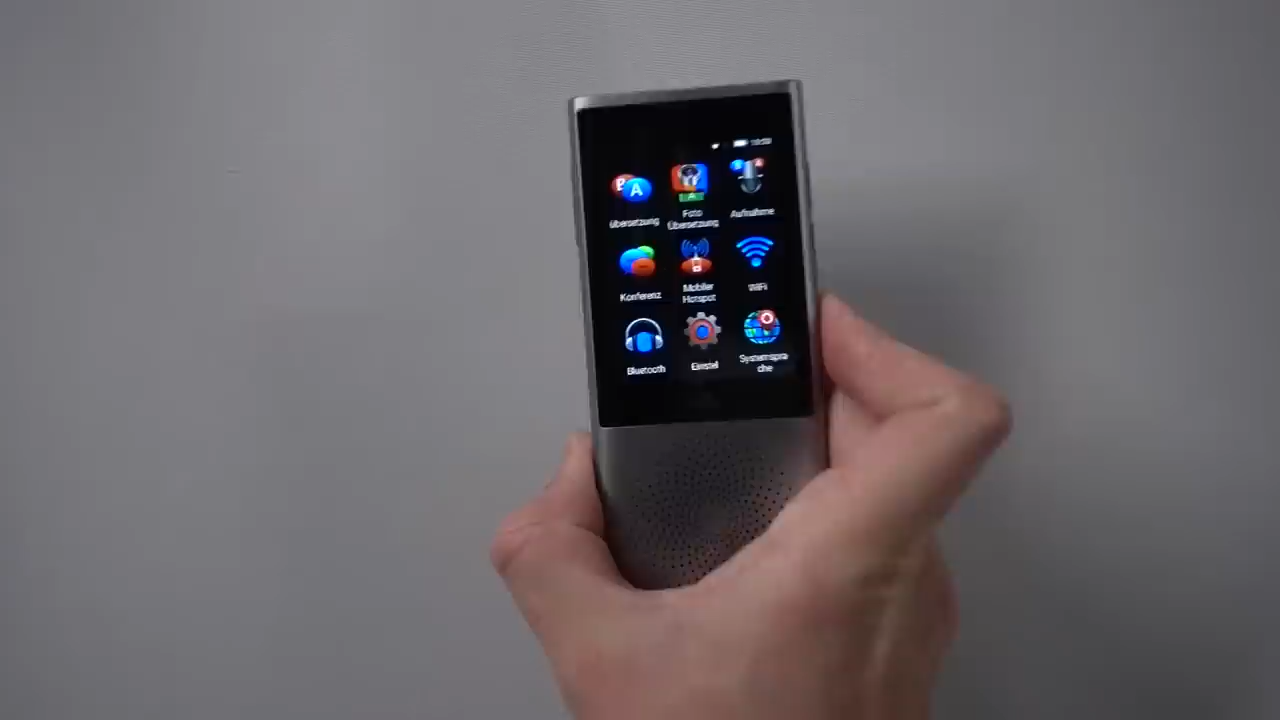 B A
A
B A
Übersetzung
Foto
Übersetzung
Aufnahme
Konferenz
Mobiler
Hotspot
WiFi
Bluetooth
Einstel
Systemspra
che